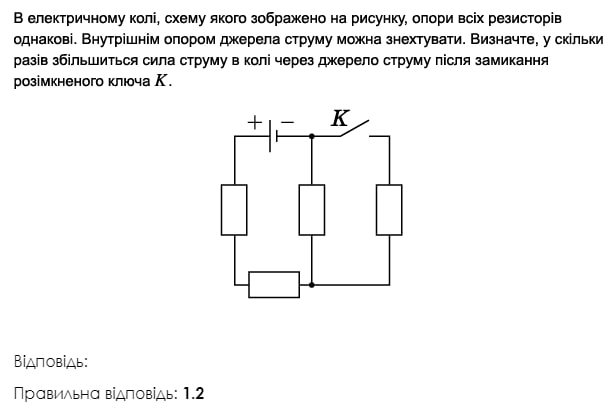 В електричному колі, схему якого зображено на рисунку, опори всіх резисторів
однакові. Внутрішнім опором джерела струму можна знехтувати. Визначте, у скільки
разів збільшиться сила струму в колі через джерело струму після замикання
розімкненого ключа K.
+ − K
Відповідь:
Правильна відповідь: 1.2